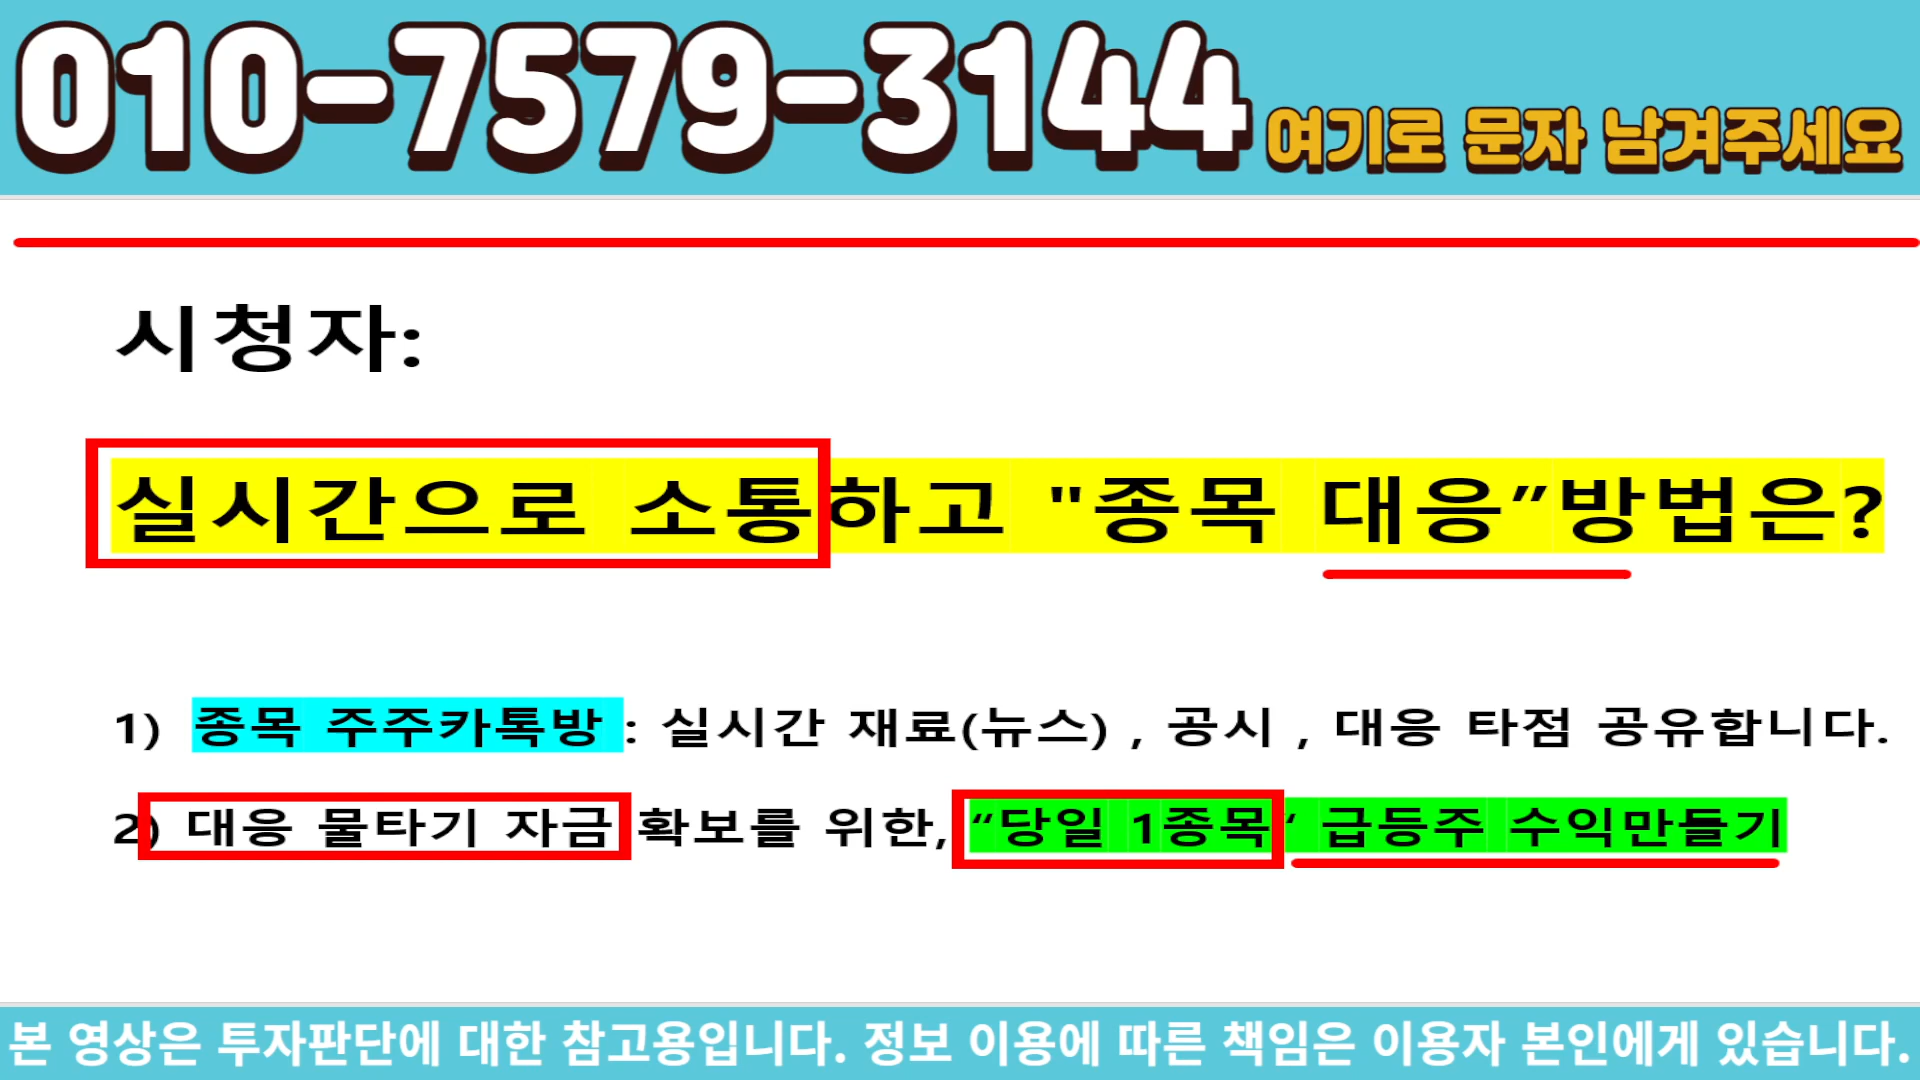 010-7579-3144 여기로 문자 남겨주세요
시청자:
실시간으로 소통하고 "종목 대응”방법은?
1) 종목 주주카톡방 : 실시간 재료(뉴스) , 공시 , 대응 타점 공유합니다.
2) 대응 물타기 자금 확보를 위한, “당일 1종목“ 급등주 수익만들기
본 영상은 투자판단에 대한 참고용입니다. 정보 이용에 따른 책임은 이용자 본인에게 있습니다.